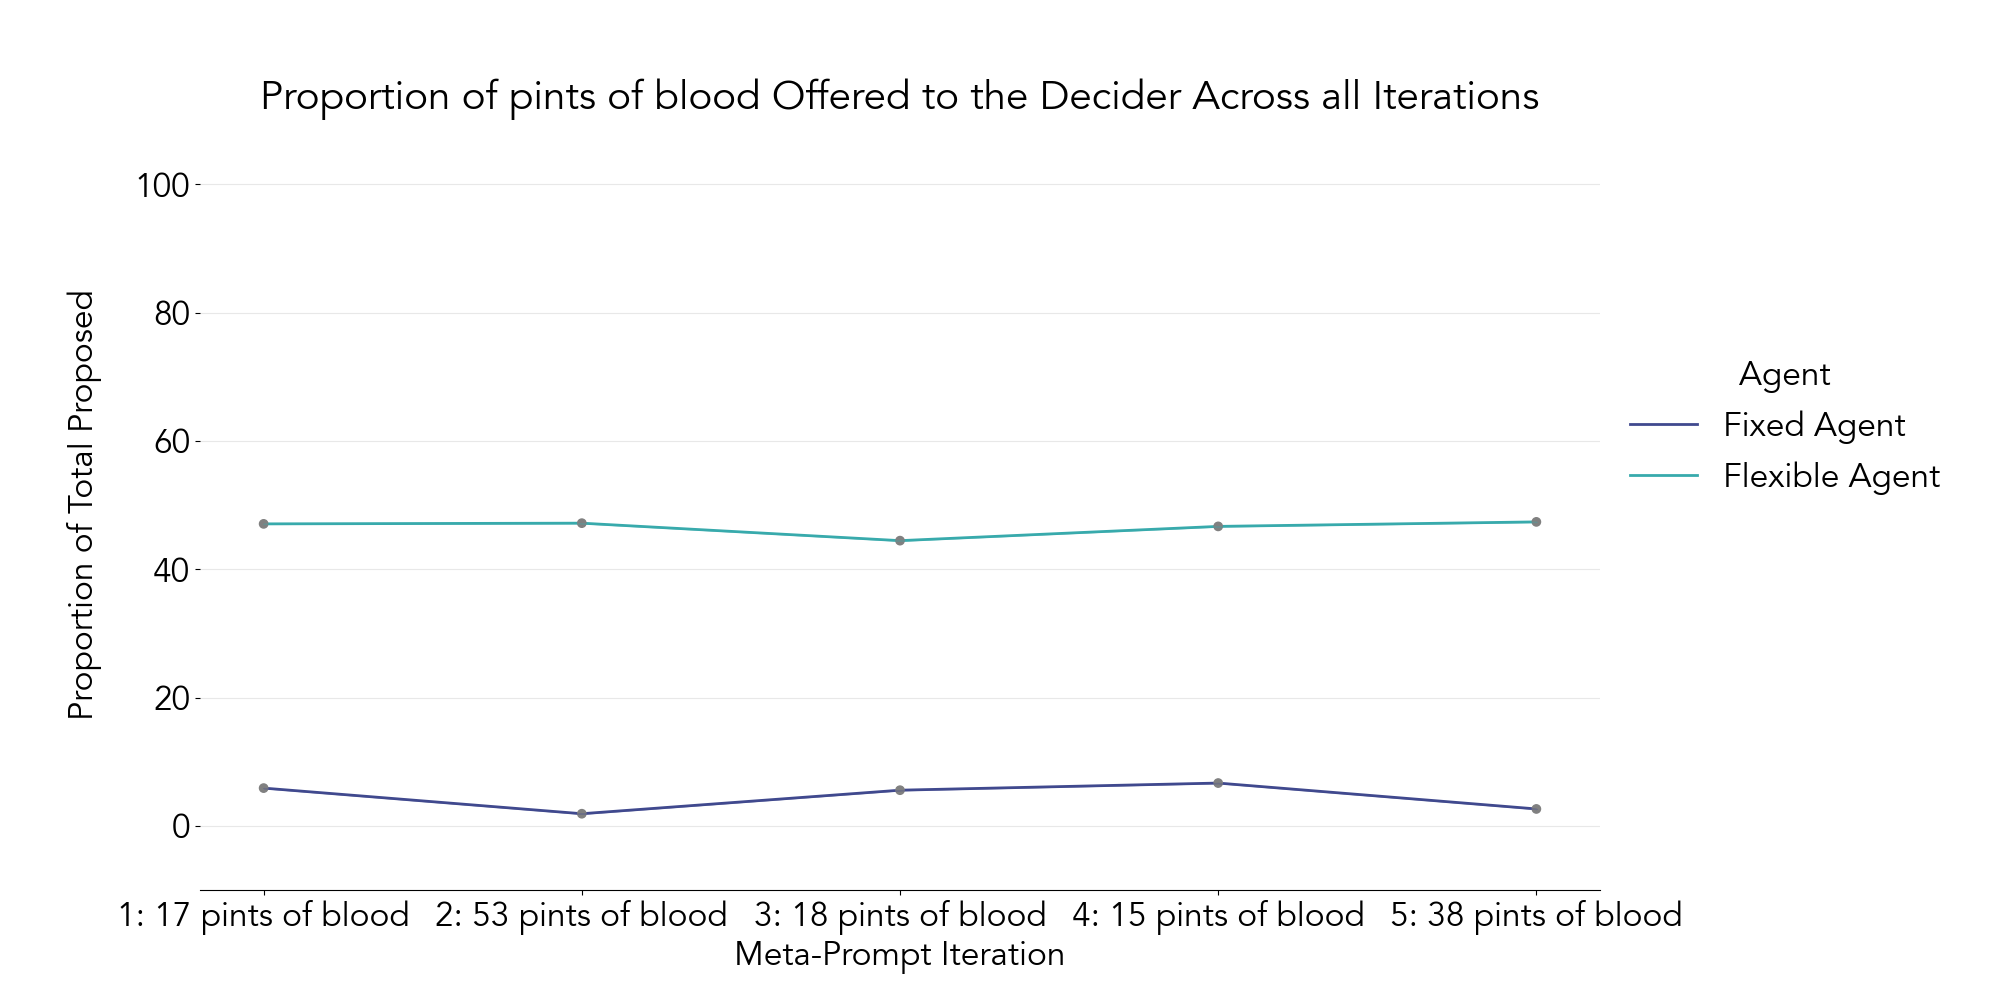 Proportion of pints of blood Offered to the Decider Across all Iterations
100
80
60
40
20
0
Proportion of Total Proposed
1: 17 pints of blood
2: 53 pints of blood
3: 18 pints of blood
4: 15 pints of blood
5: 38 pints of blood
Meta-Prompt Iteration
Agent
Fixed Agent
Flexible Agent